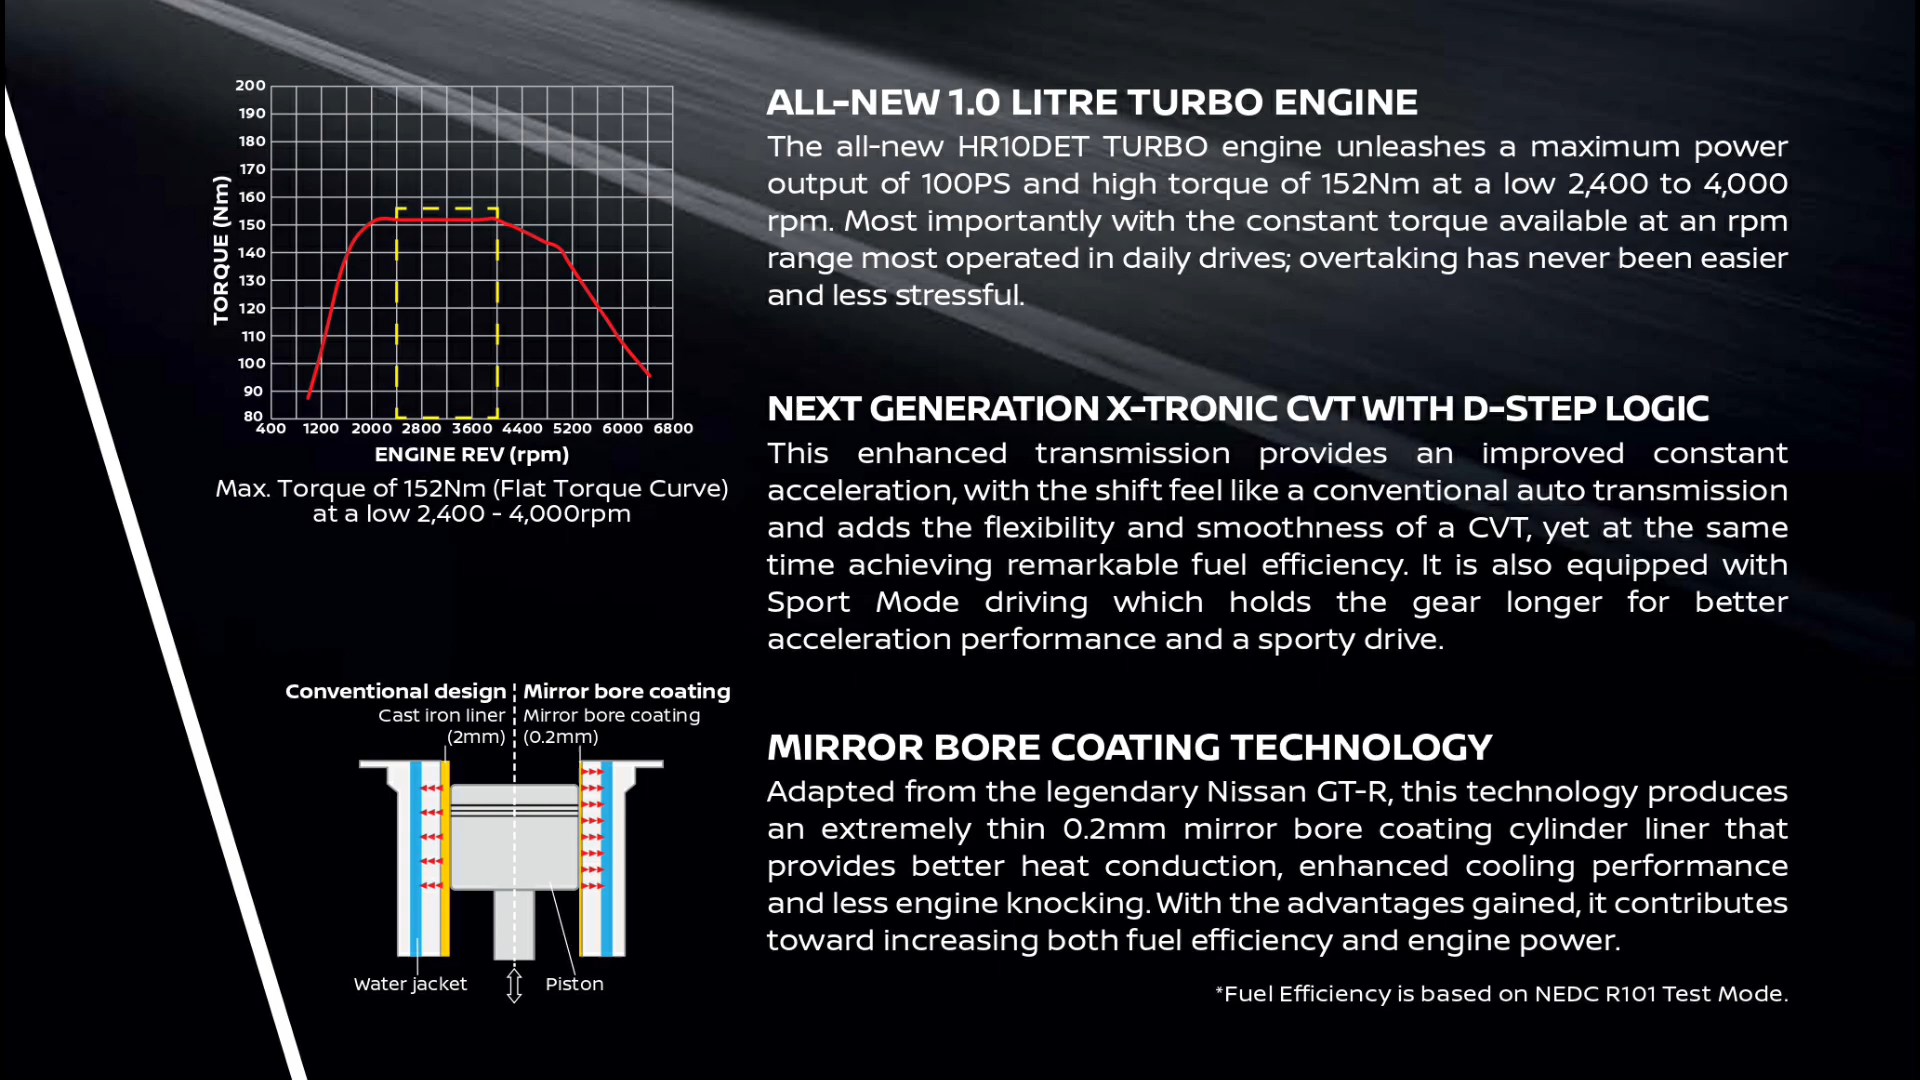 200
190
180
170
160
150
140
130
120
110
100
90
80
TORQUE (Nm)
400 1200 2000 2800 3600 4400 5200 6000 6800
ENGINE REV (rpm)
Max. Torque of 152Nm (Flat Torque Curve)
at a low 2,400 - 4,000rpm
ALL-NEW 1.0 LITRE TURBO ENGINE
The all-new HR10DET TURBO engine unleashes a maximum power
output of 100PS and high torque of 152Nm at a low 2,400 to 4,000
rpm. Most importantly with the constant torque available at an rpm
range most operated in daily drives; overtaking has never been easier
and less stressful.
NEXT GENERATION X-TRONIC CVT WITH D-STEP LOGIC
This enhanced transmission provides an improved constant
acceleration, with the shift feel like a conventional auto transmission
and adds the flexibility and smoothness of a CVT, yet at the same
time achieving remarkable fuel efficiency. It is also equipped with
Sport Mode driving which holds the gear longer for better
acceleration performance and a sporty drive.
Conventional design
Cast iron liner
(2mm)
Mirror bore coating
Mirror bore coating
(0.2mm)
Water jacket
Piston
MIRROR BORE COATING TECHNOLOGY
Adapted from the legendary Nissan GT-R, this technology produces
an extremely thin 0.2mm mirror bore coating cylinder liner that
provides better heat conduction, enhanced cooling performance
and less engine knocking. With the advantages gained, it contributes
toward increasing both fuel efficiency and engine power.
*Fuel Efficiency is based on NEDC R101 Test Mode.